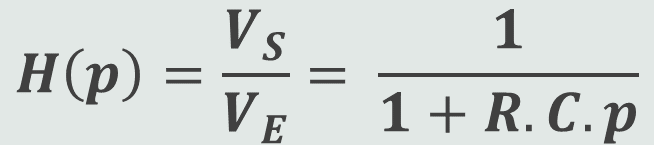 H(p) = V_S / V_E = 1 / (1 + R.C.p)